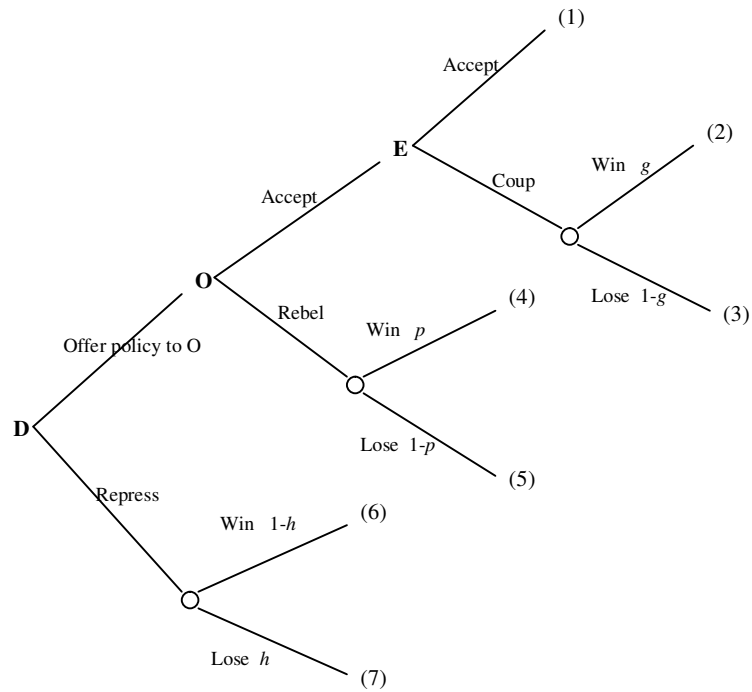 (1)
Accept
(2)
E
Win g
Coup
Accept
O
(4)
Lose 1-g
(3)
Rebel
Win p
Offer policy to O
D
Lose 1-p
(5)
Repress
(6)
Win 1-h
Lose h
(7)